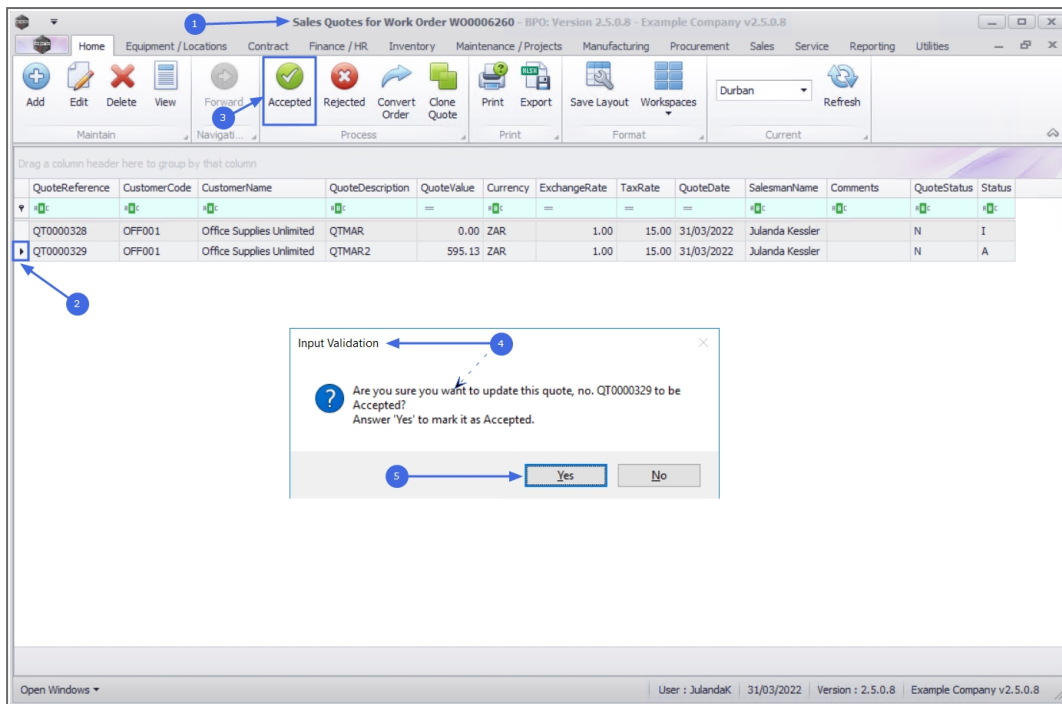 1
Sales Quotes for Work Order WO0006260 - BPO: Version 2.5.0.8 - Example Company v2.5.0.8
Home Equipment / Locations Contract Finance / HR Inventory Maintenance / Projects Manufacturing Procurement Sales Service Reporting Utilities
Add Edit Delete View Forward Accepted Rejected Convert Order Clone Quote Print Export Save Layout Workspaces Durban Refresh
3
Maintain Navigati... Process Print Format Current
Drag a column header here to group by that column
QuoteReference CustomerCode CustomerName QuoteDescription QuoteValue Currency ExchangeRate TaxRate QuoteDate SalesmanName Comments QuoteStatus Status
= = = =
QT0000328 OFF001 Office Supplies Unlimited QTMAR 0.00 ZAR 1.00 15.00 31/03/2022 Julanda Kessler N I
QT0000329 OFF001 Office Supplies Unlimited QTMAR2 595.13 ZAR 1.00 15.00 31/03/2022 Julanda Kessler N A
2
Input Validation
4
Are you sure you want to update this quote, no. QT0000329 to be
Accepted?
Answer 'Yes' to mark it as Accepted.
5
Yes No
Open Windows User : JulandaK 31/03/2022 Version : 2.5.0.8 Example Company v2.5.0.8